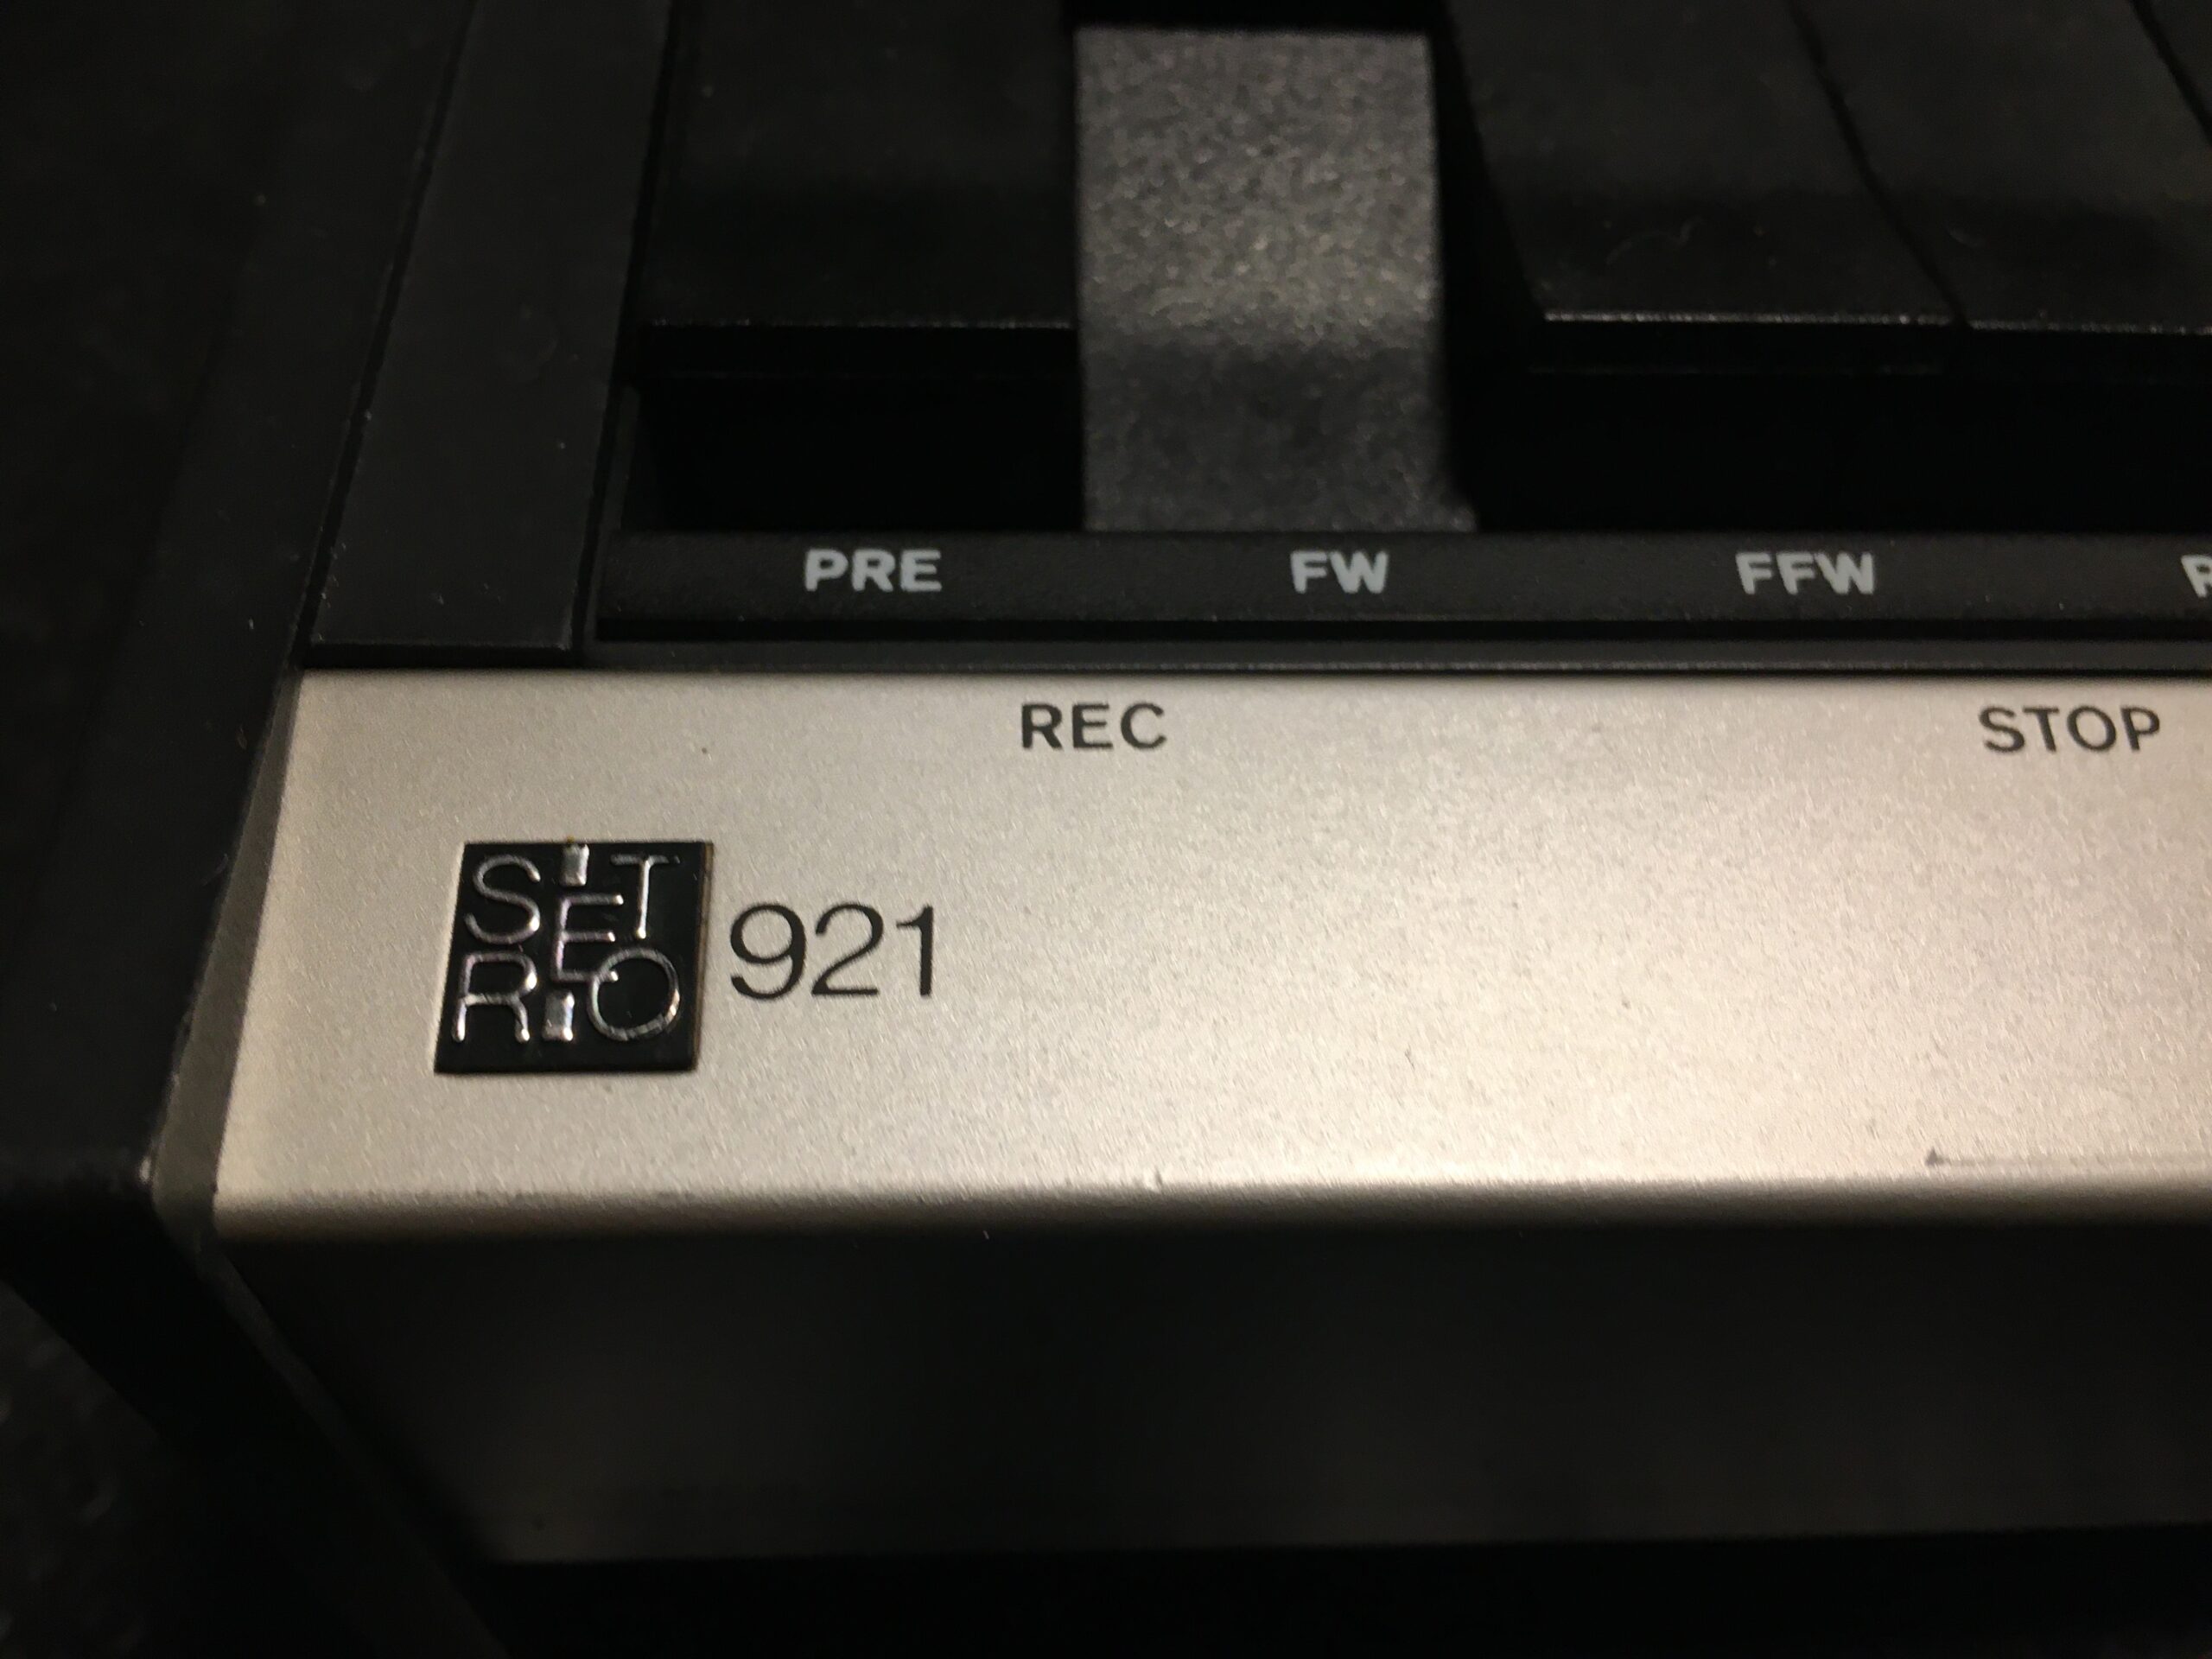 PRE FW FFW
REC STOP
STEREO 921